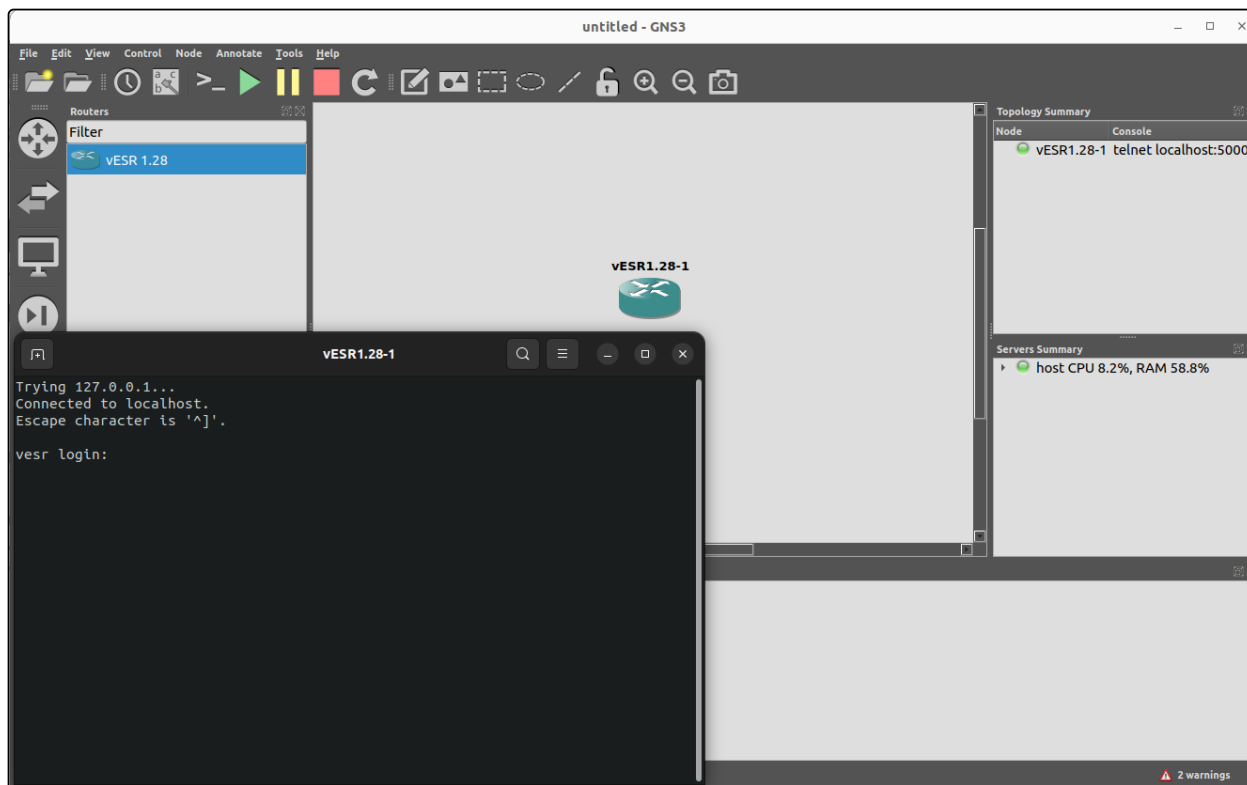 untitled - GNS3
File Edit View Control Node Annotate Tools Help
Routers
Filter
vESR 1.28
vESR1.28-1
Topology Summary
Node Console
vESR1.28-1 telnet localhost:5000
Servers Summary
host CPU 8.2%, RAM 58.8%
vESR1.28-1
Trying 127.0.0.1...
Connected to localhost.
Escape character is '^]'.
vesr login:
2 warnings